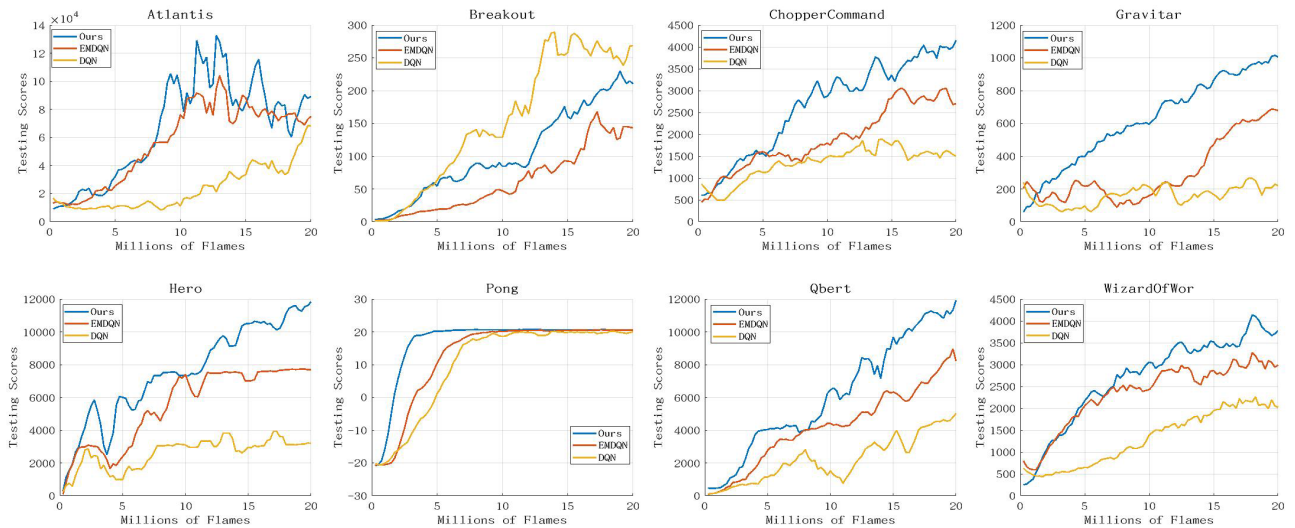 Atlantis
14 ×10⁴
12
10
8
6
4
2
0
0 5 10 15 20
Testing Scores
Millions of Flames
Ours
EMDQN
DQN
Breakout
300
250
200
150
100
50
0
0 5 10 15 20
Testing Scores
Millions of Flames
Ours
EMDQN
DQN
ChopperCommand
4500
4000
3500
3000
2500
2000
1500
1000
500
0
0 5 10 15 20
Testing Scores
Millions of Flames
Ours
EMDQN
DQN
Gravitar
1200
1000
800
600
400
200
0
0 5 10 15 20
Testing Scores
Millions of Flames
Ours
EMDQN
DQN
Hero
12000
10000
8000
6000
4000
2000
0
0 5 10 15 20
Testing Scores
Millions of Flames
Ours
EMDQN
DQN
Pong
30
20
10
0
-10
-20
-30
0 5 10 15 20
Testing Scores
Millions of Flames
Ours
EMDQN
DQN
Qbert
12000
10000
8000
6000
4000
2000
0
0 5 10 15 20
Testing Scores
Millions of Flames
Ours
EMDQN
DQN
WizardOfWor
4500
4000
3500
3000
2500
2000
1500
1000
500
0
0 5 10 15 20
Testing Scores
Millions of Flames
Ours
EMDQN
DQN